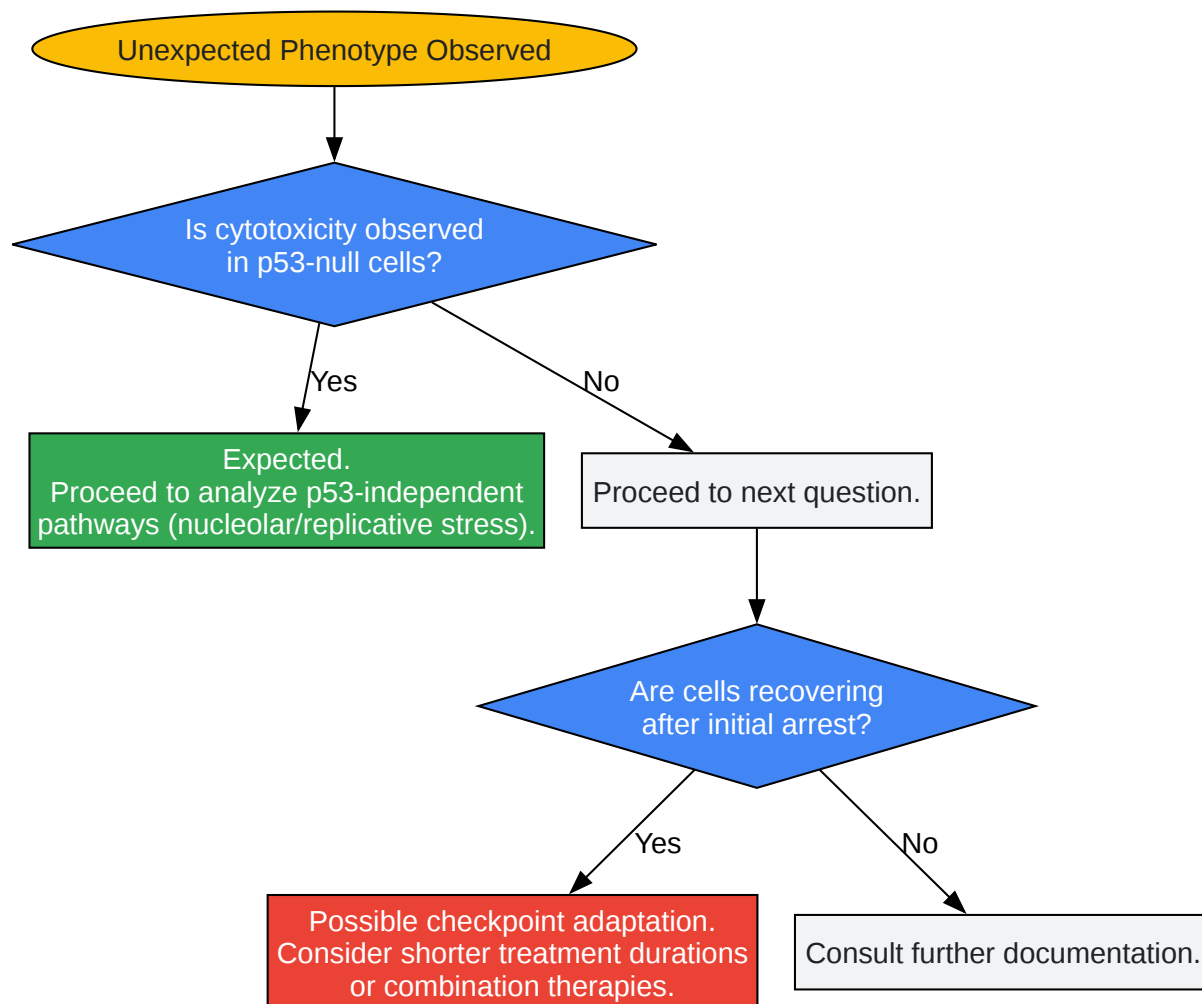 Unexpected Phenotype Observed
Is cytotoxicity observed
in p53-null cells?
Yes
No
Expected.
Proceed to analyze p53-independent
pathways (nucleolar/replicative stress).
Proceed to next question.
Are cells recovering
after initial arrest?
Yes
No
Possible checkpoint adaptation.
Consider shorter treatment durations
or combination therapies.
Consult further documentation.